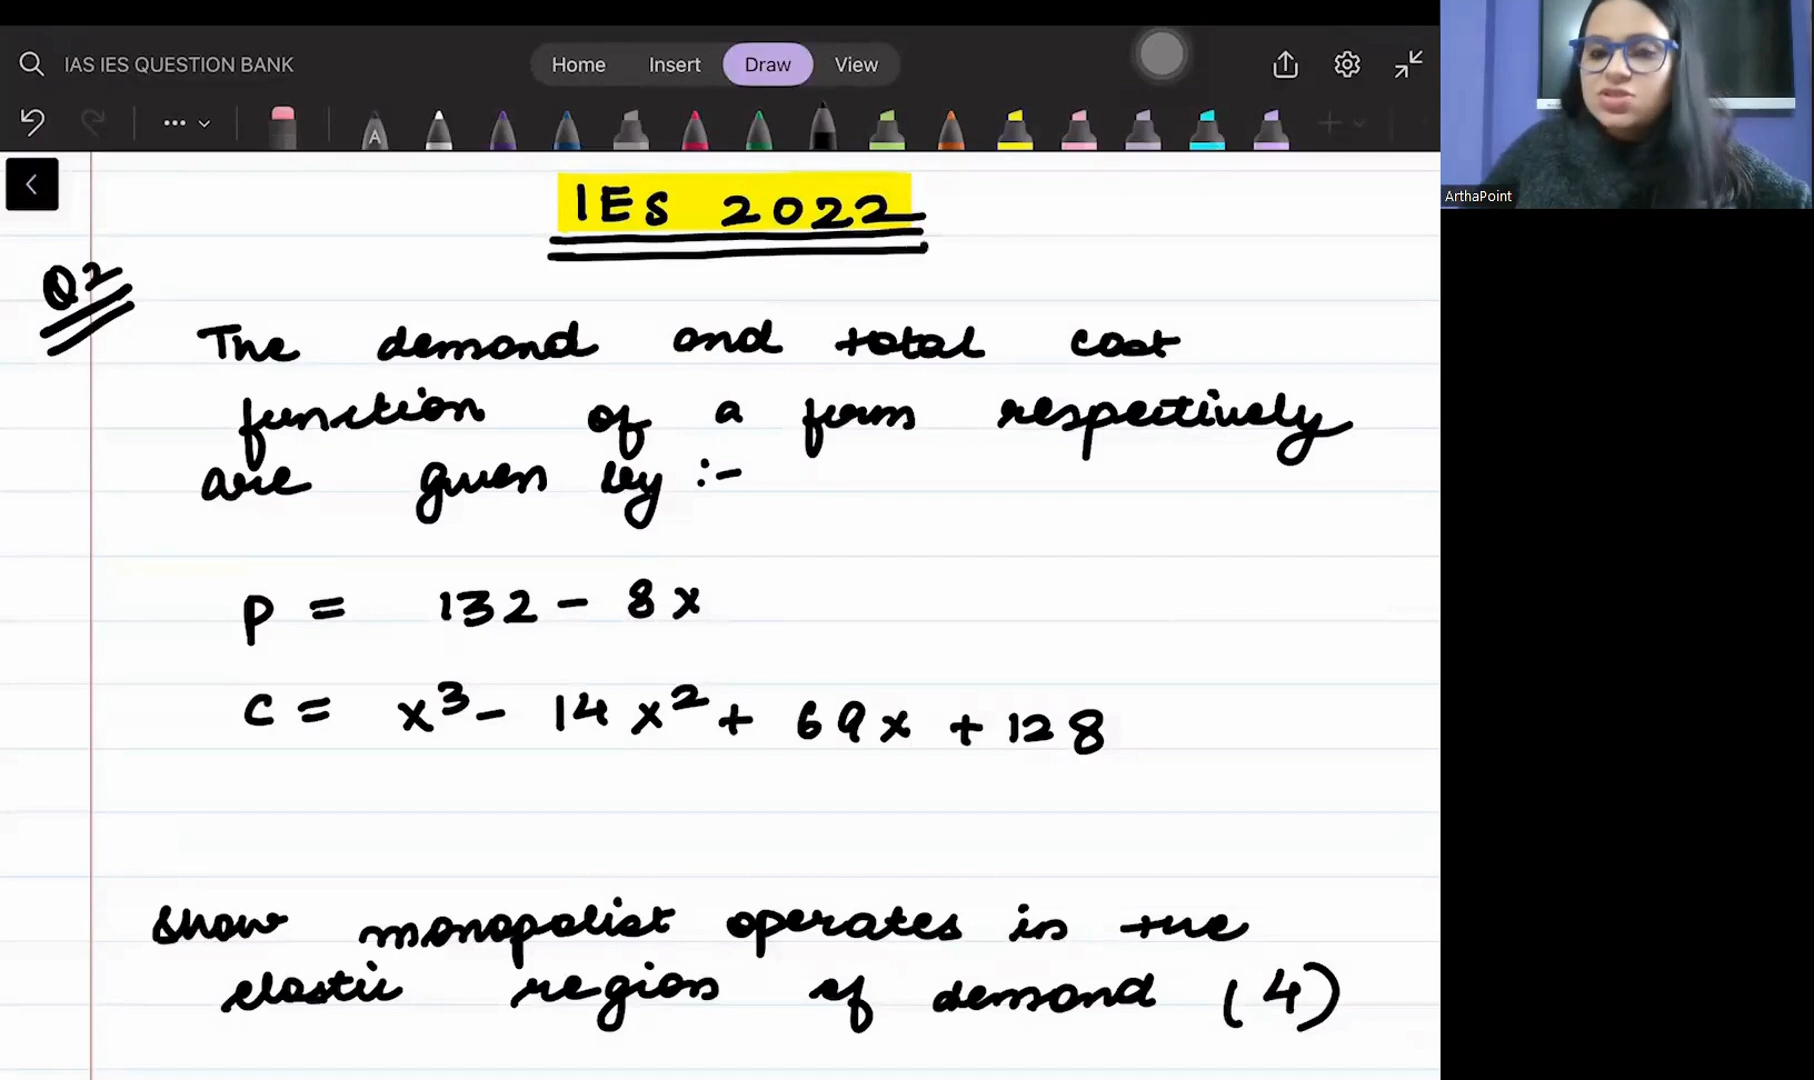 IAS IES QUESTION BANK
Home Insert Draw View
A
ArthaPoint
IES 2022
Q2
The demand and total cost
function of a firm respectively
are given by :-
P = 132 - 8x
C = x³ - 14x² + 69x + 128
Show monopolist operates in the
elastic region of demand (4)